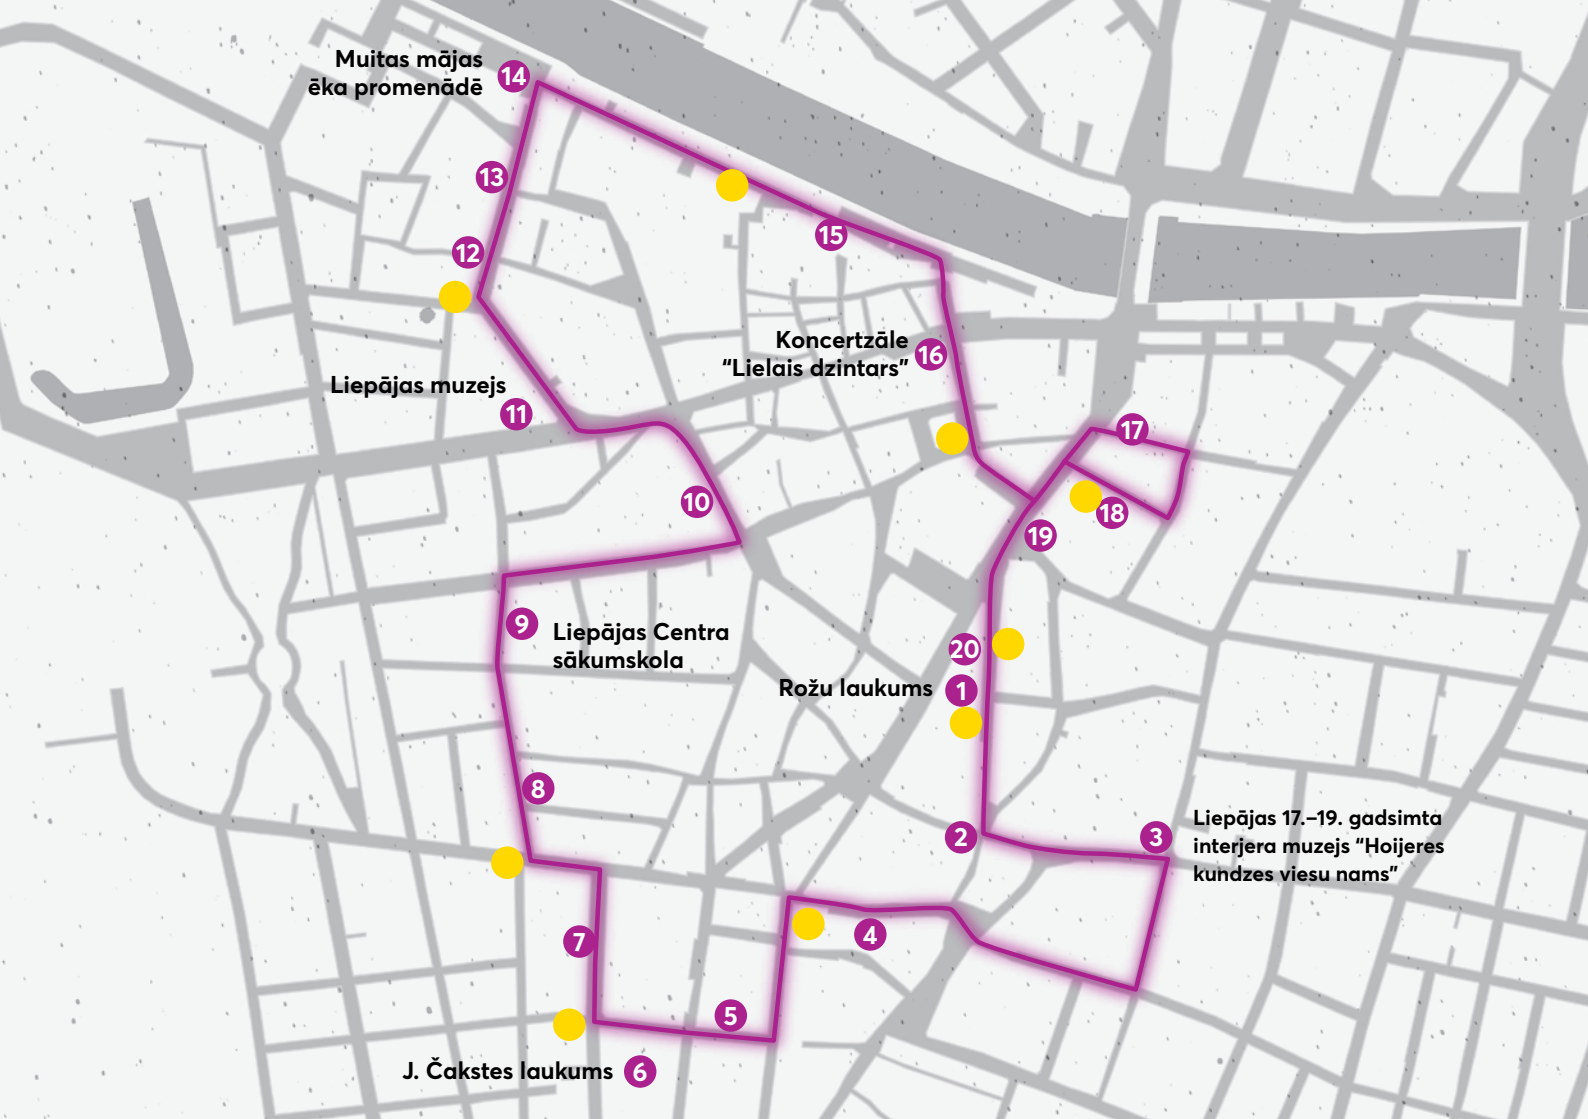 Muitas mājas
ēka promenādē
14
13
12
15
Koncertzāle
“Lielais dzintars”
16
Liepājas muzejs
11
17
10
18
19
9
Liepājas Centra
sākumskola
20
Rožu laukums
1
8
2
3
Liepājas 17.–19. gadsimta
interjera muzejs “Hoijeres
kundzes viesu nams”
7
4
5
J. Čakstes laukums
6